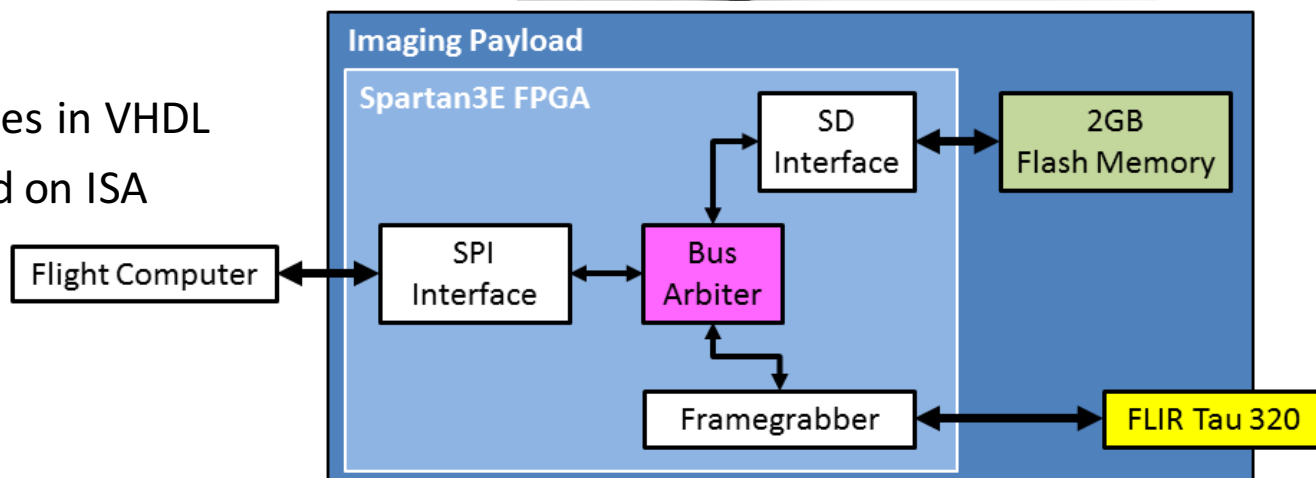 Imaging Payload
Spartan3E FPGA
es in VHDL
d on ISA
SD
Interface
2GB
Flash Memory
Flight Computer
SPI
Interface
Bus
Arbiter
Framegrabber
FLIR Tau 320